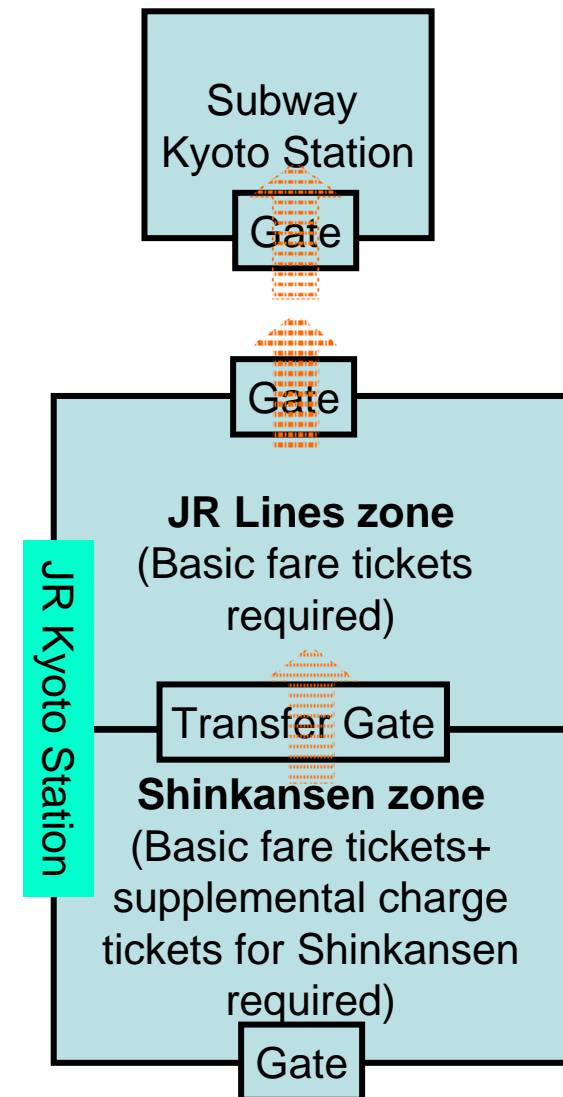 Subway
Kyoto Station
Gate
Gate
JR Lines zone
(Basic fare tickets
required)
JR Kyoto Station
Transfer Gate
Shinkansen zone
(Basic fare tickets+
supplemental charge
tickets for Shinkansen
required)
Gate